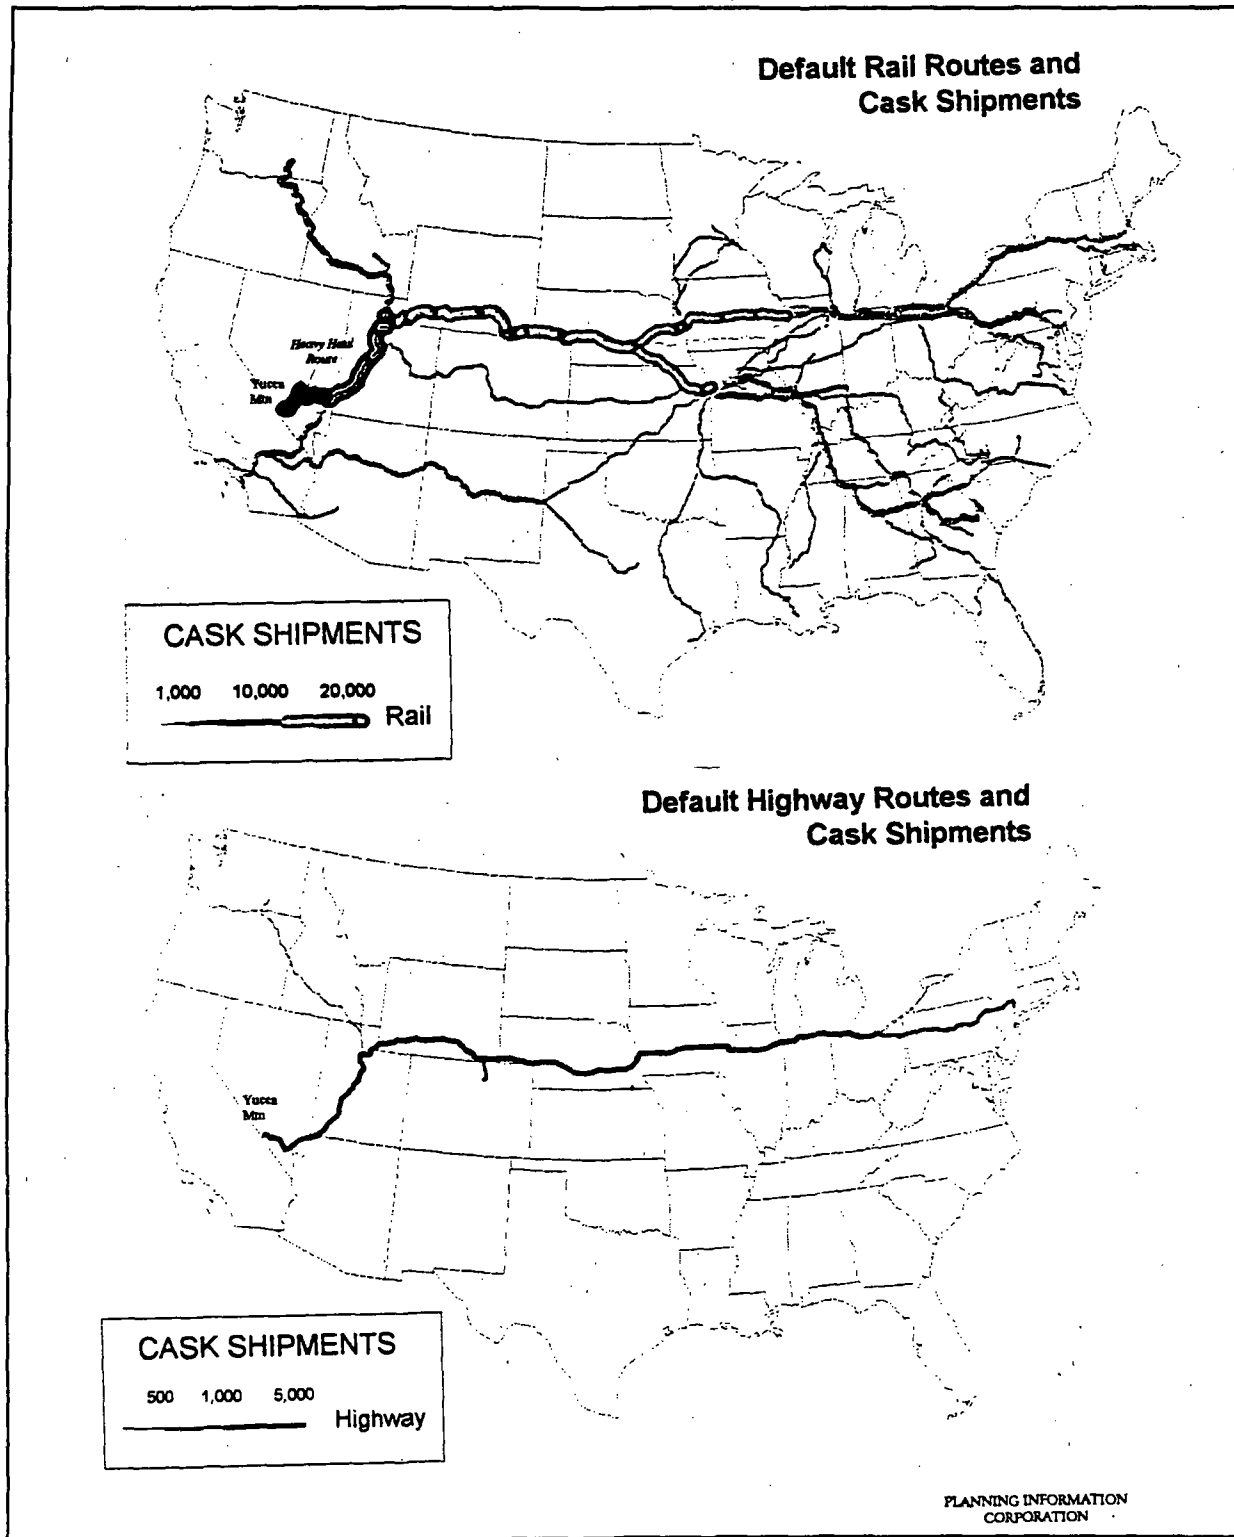 Default Rail Routes and
Cask Shipments
Heavy Haul
Route
Yucca
Mtn
CASK SHIPMENTS
1,000 10,000 20,000
Rail
Default Highway Routes and
Cask Shipments
Yucca
Mtn
CASK SHIPMENTS
500 1,000 5,000
Highway
PLANNING INFORMATION
CORPORATION